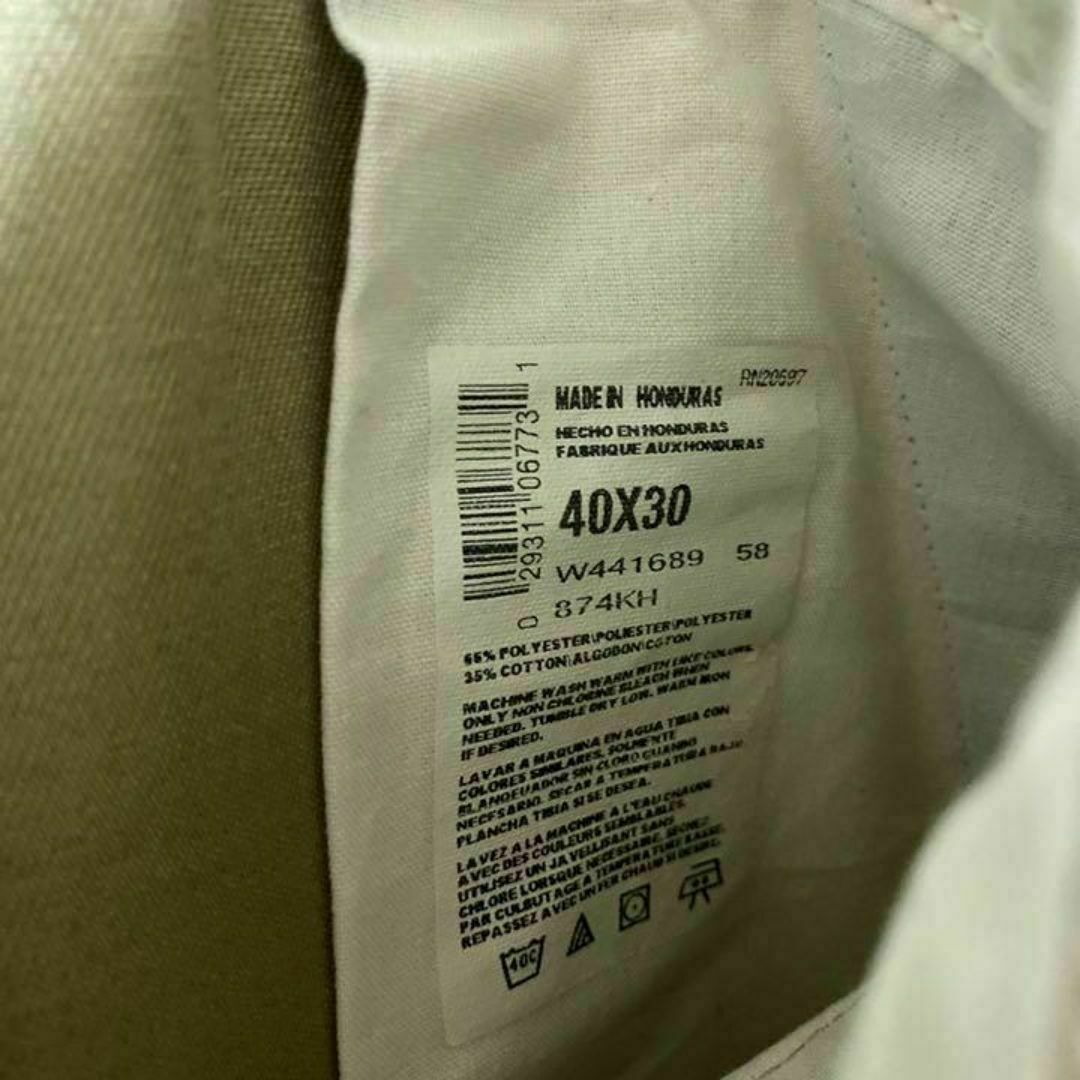 RN20697
MADE IN HONDURAS
HECHO EN HONDURAS
FABRIQUE AUX HONDURAS
0 29311 06773 1
40X30
W441689 58
874KH
65% POLYESTER\POLIESTER\POLYESTER
35% COTTON\ALGODON\COTON
MACHINE WASH WARM WITH LIKE COLORS.
ONLY NON CHLORINE BLEACH WHEN
NEEDED. TUMBLE DRY LOW. WARM IRON
IF DESIRED.
LAVAR A MAQUINA EN AGUA TIBIA CON
COLORES SIMILARES. SOLMENTE
BLANQEUADOR SIN CLORO CUANDO
NECESARIO. SECAR A TEMPERATURA BAJO
PLANCHA TIBIA SI SE DESEA.
LAVEZ A LA MACHINE A L'EAU CHAUDE
AVEC DES COULEURS SEMBLABLES.
UTILISEZ UN JAVELLISANT SANS
CHLORE LORSQUE NECESSAIRE. SECHEZ
PAR CULBUTAGE A TEMPERATURE BASSE.
REPASSEZ AVEC UN FER CHAUD SI DESIRE.
40C